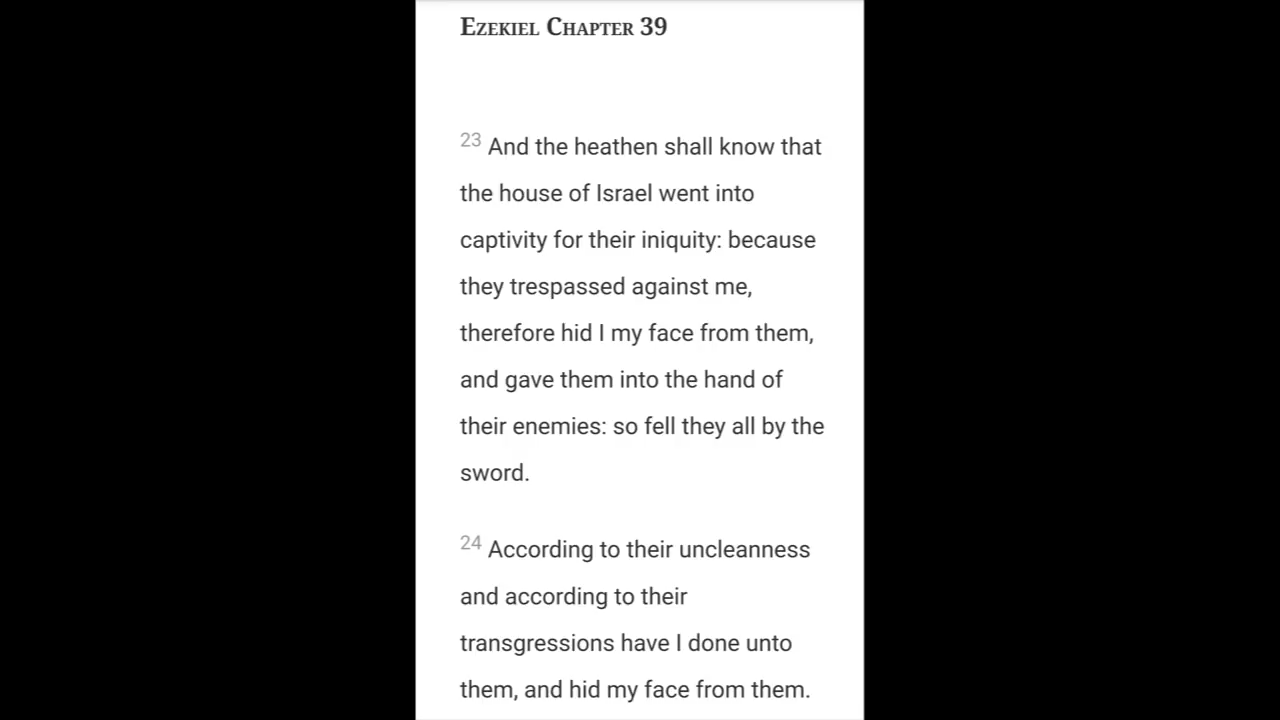 Ezekiel Chapter 39
23 And the heathen shall know that
the house of Israel went into
captivity for their iniquity: because
they trespassed against me,
therefore hid I my face from them,
and gave them into the hand of
their enemies: so fell they all by the
sword.
24 According to their uncleanness
and according to their
transgressions have I done unto
them, and hid my face from them.